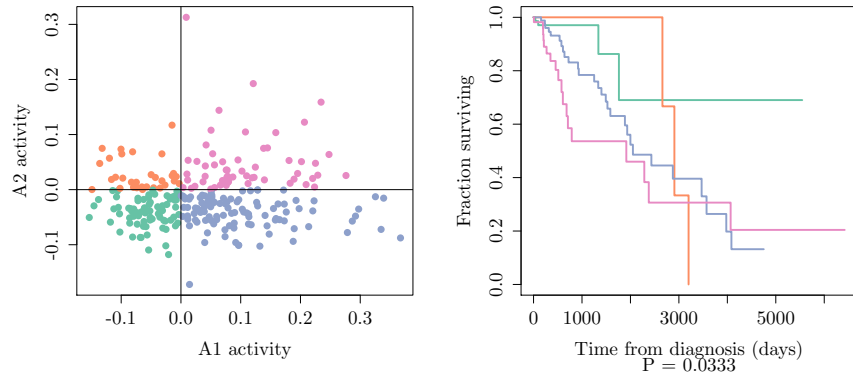 A2 activity
0.3
0.2
0.1
0.0
-0.1
-0.1 0.0 0.1 0.2 0.3
A1 activity
Fraction surviving
1.0
0.8
0.6
0.4
0.2
0.0
0 1000 3000 5000
Time from diagnosis (days)
P = 0.0333